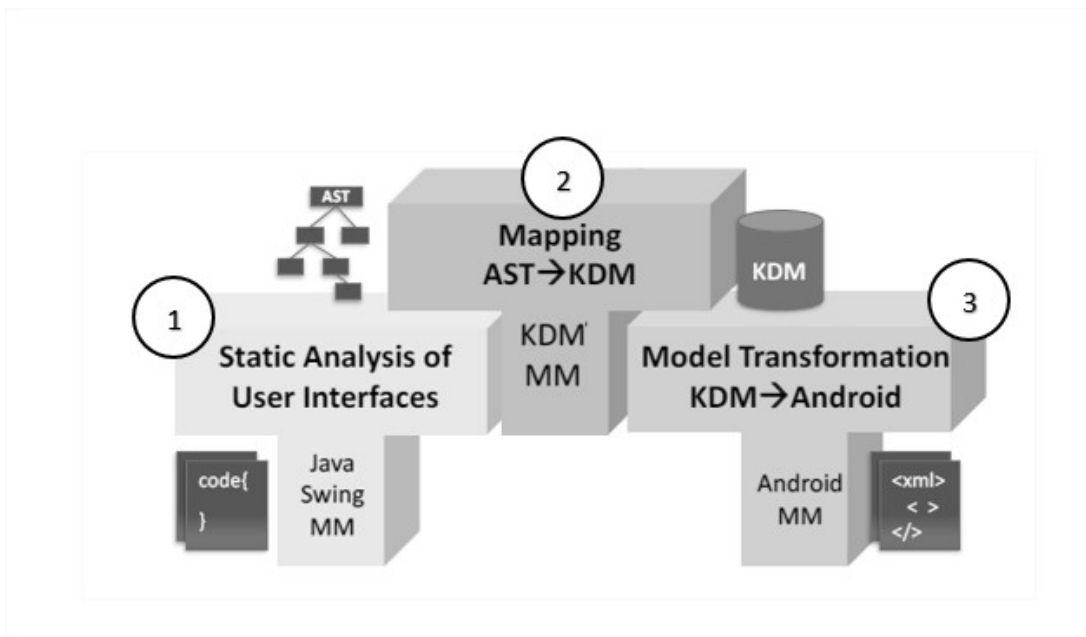 AST
2
Mapping
AST→KDM
KDM
1
3
KDM'
MM
Static Analysis of
User Interfaces
Model Transformation
KDM→Android
code{
}
Java
Swing
MM
Android
MM
<xml>
< >
</>